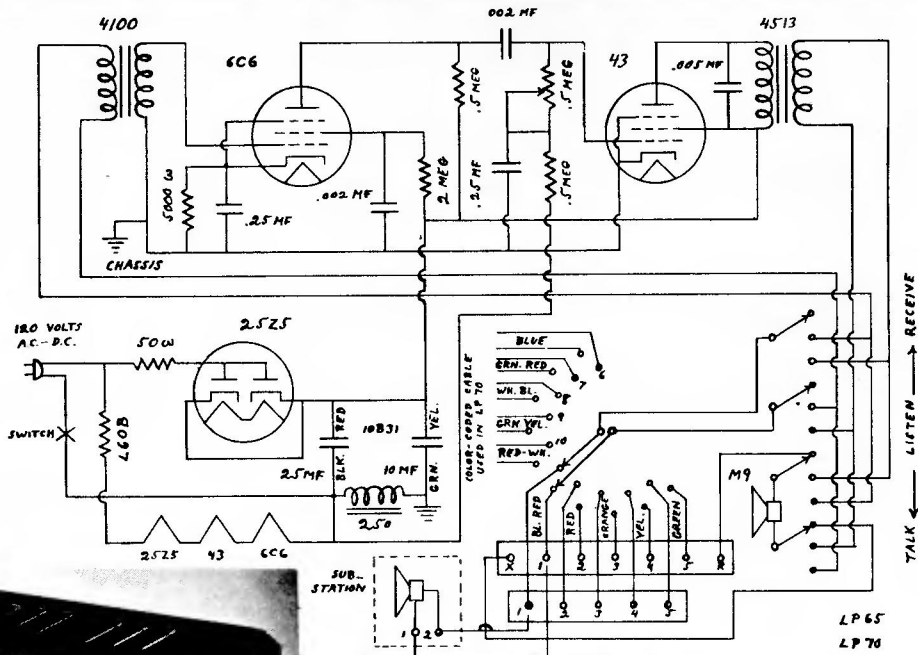 4100
6C6
.002 MF
43
4513
.5 MEG
.5 MEG
.005 MF
5000 ω
.25 MF
.002 MF
2 MEG
.25 MF
.5 MEG
CHASSIS
120 VOLTS
A.C.-D.C.
50 ω
25Z5
SWITCH
L60B
RED
BLK.
10B31
YEL.
GRN.
25MF
10 MF
250
25Z5
43
6C6
COLOR-CODED CABLE
USED IN LP 70
BLUE
GRN. RED
WH. BL.
GRN YEL.
RED-WH.
6
7
8
9
10
BL. RED
RED
ORANGE
YEL.
GREEN
X 1 2 3 4 5 X
1 2 3 4 5
SUB-
STATION
1 2
M9
TALK ← LISTEN → RECEIVE
LP 65
LP 70